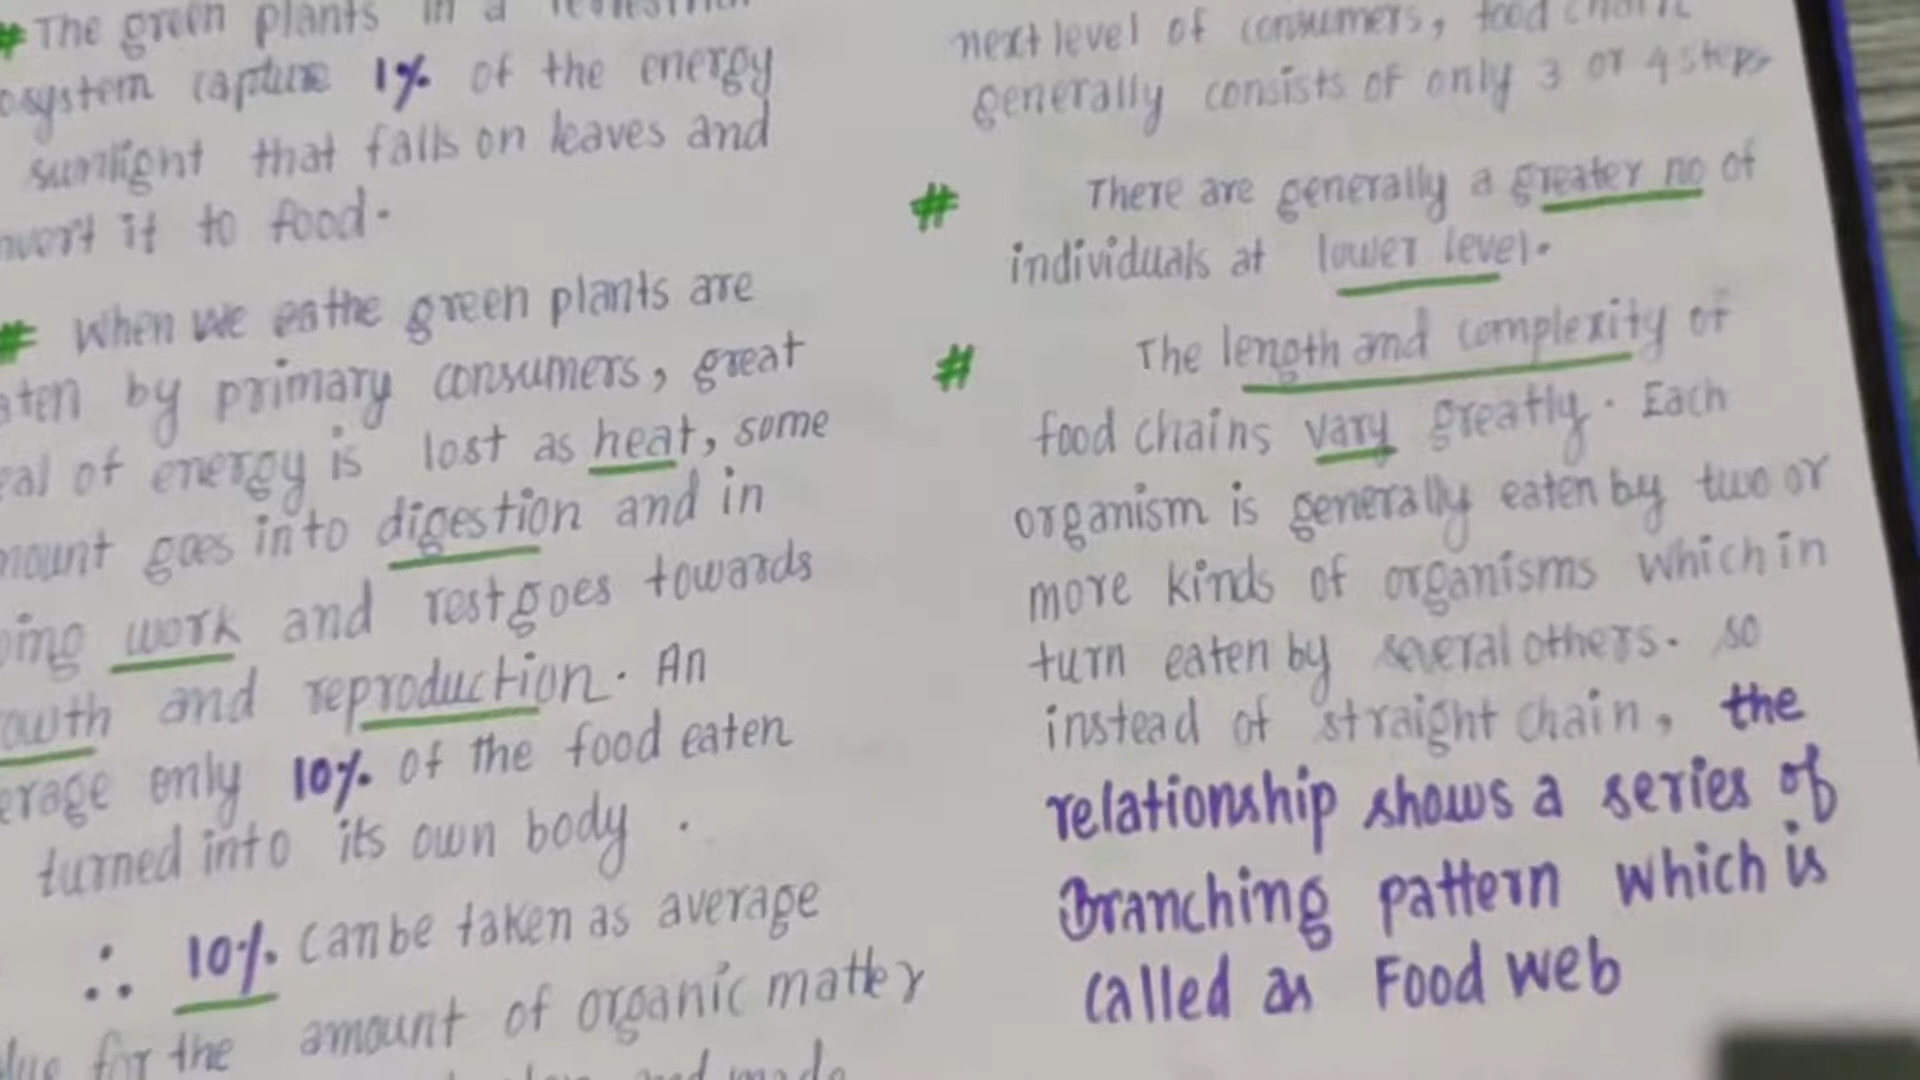 # The green plants in a
system capture 1% of the energy
sunlight that falls on leaves and
it to food.
# When we eathe green plants are
by primary consumers, great
of energy is lost as heat, some
goes into digestion and in
work and rest goes towards
and reproduction. An
only 10% of the food eaten
turned into its own body .
∴ 10% can be taken as average
for the amount of organic matter
and made
next level of consumers, food chain
generally consists of only 3 or 4 steps
# There are generally a greater no of
individuals at lower level.
# The length and complexity of
food chains vary greatly. Each
organism is generally eaten by two or
more kinds of organisms which in
turn eaten by several others. so
instead of straight chain, the
relationship shows a series of
Branching pattern which is
called as Food web